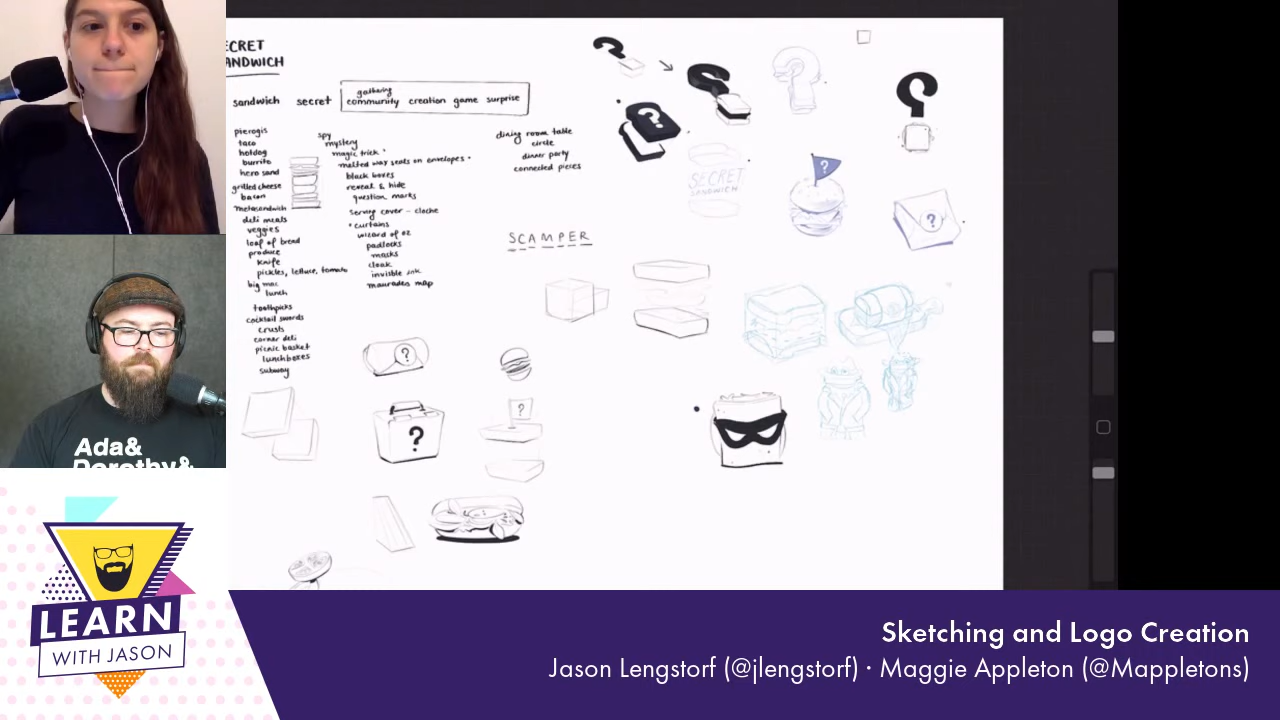 ECRET
ANDWICH
sandwich secret
gathering
community creation game surprise
pierogis
taco
hotdog
burrito
hero sand
grilled cheese
bacon
metasandwich
deli meals
veggies
loaf of bread
produce
knife
pickles, lettuce, tomato
big mac
lunch
toothpicks
cocktail swords
crusts
corner deli
picnic basket
lunchboxes
subway
spy
mystery
magic trick
melted wax seals on envelopes
black boxes
reveal & hide
question marks
serving cover - cloche
curtains
wizard of oz
padlocks
masks
cloak
invisible ink
mauraders map
dining room table
circle
dinner party
connected pieces
SCAMPER
?
?
SECRET
SANDWICH
?
?
?
?
?
?
Ada&
Dorothy&
LEARN
WITH JASON
Sketching and Logo Creation
Jason Lengstorf (@jlengstorf) · Maggie Appleton (@Mappletons)